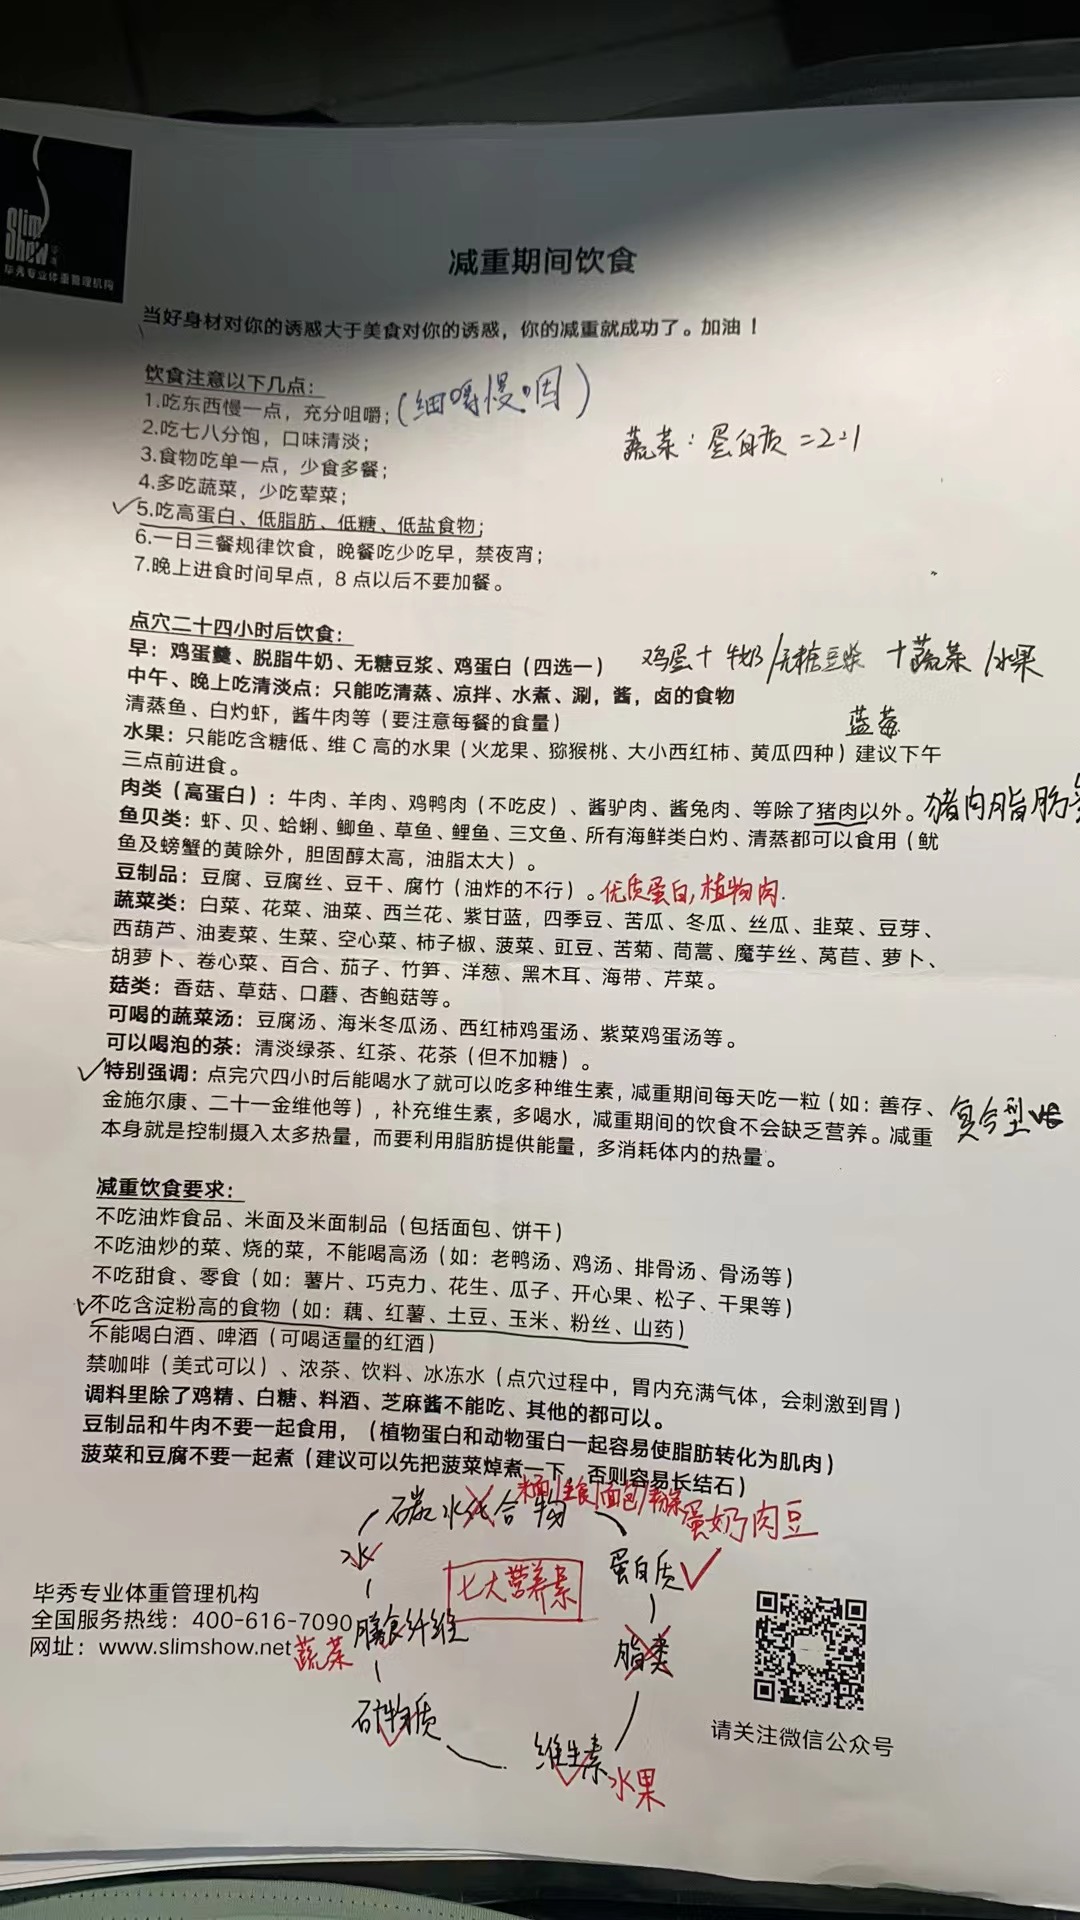 Slim
Show
毕秀专业体重管理机构
减重期间饮食
当好身材对你的诱惑大于美食对你的诱惑，你的减重就成功了。加油！
饮食注意以下几点：
1.吃东西慢一点，充分咀嚼；（细嚼慢咽）
2.吃七八分饱，口味清淡；
蔬菜：蛋白质=2:1
3.食物吃单一点，少食多餐；
4.多吃蔬菜，少吃荤菜；
5.吃高蛋白、低脂肪、低糖、低盐食物；
6.一日三餐规律饮食，晚餐吃少吃早，禁夜宵；
7.晚上进食时间早点，8点以后不要加餐。
点穴二十四小时后饮食：
早：鸡蛋羹、脱脂牛奶、无糖豆浆、鸡蛋白（四选一） 鸡蛋+牛奶/无糖豆浆+蔬菜/水果
中午、晚上吃清淡点：只能吃清蒸、凉拌、水煮、涮，酱，卤的食物
清蒸鱼、白灼虾，酱牛肉等（要注意每餐的食量）
蓝莓
水果：只能吃含糖低、维C高的水果（火龙果、猕猴桃、大小西红柿、黄瓜四种）建议下午
三点前进食。
肉类（高蛋白）：牛肉、羊肉、鸡鸭肉（不吃皮）、酱驴肉、酱兔肉、等除了猪肉以外。猪肉脂肪
鱼贝类：虾、贝、蛤蜊、鲫鱼、草鱼、鲤鱼、三文鱼、所有海鲜类白灼、清蒸都可以食用（鱿
鱼及螃蟹的黄除外，胆固醇太高，油脂太大）。
豆制品：豆腐、豆腐丝、豆干、腐竹（油炸的不行）。优质蛋白，植物肉.
蔬菜类：白菜、花菜、油菜、西兰花、紫甘蓝，四季豆、苦瓜、冬瓜、丝瓜、韭菜、豆芽、
西葫芦、油麦菜、生菜、空心菜、柿子椒、菠菜、豇豆、苦菊、茼蒿、魔芋丝、莴苣、萝卜、
胡萝卜、卷心菜、百合、茄子、竹笋、洋葱、黑木耳、海带、芹菜。
菇类：香菇、草菇、口蘑、杏鲍菇等。
可喝的蔬菜汤：豆腐汤、海米冬瓜汤、西红柿鸡蛋汤、紫菜鸡蛋汤等。
可以喝泡的茶：清淡绿茶、红茶、花茶（但不加糖）。
特别强调：点完穴四小时后能喝水了就可以吃多种维生素，减重期间每天吃一粒（如：善存、
金施尔康、二十一金维他等），补充维生素，多喝水，减重期间的饮食不会缺乏营养。减重 复合型
本身就是控制摄入太多热量，而要利用脂肪提供能量，多消耗体内的热量。
减重饮食要求：
不吃油炸食品、米面及米面制品（包括面包、饼干）
不吃油炒的菜、烧的菜，不能喝高汤（如：老鸭汤、鸡汤、排骨汤、骨汤等）
不吃甜食、零食（如：薯片、巧克力、花生、瓜子、开心果、松子、干果等）
不吃含淀粉高的食物（如：藕、红薯、土豆、玉米、粉丝、山药）
不能喝白酒、啤酒（可喝适量的红酒）
禁咖啡（美式可以）、浓茶、饮料、冰冻水（点穴过程中，胃内充满气体，会刺激到胃）
调料里除了鸡精、白糖、料酒、芝麻酱不能吃、其他的都可以。
豆制品和牛肉不要一起食用，（植物蛋白和动物蛋白一起容易使脂肪转化为肌肉）
菠菜和豆腐不要一起煮（建议可以先把菠菜焯煮一下，否则容易长结石）
米面/主食/面包/粉条
碳水化合物
蛋奶肉豆
水
七大营养素
蛋白质
膳食纤维
蔬菜
脂类
矿物质
维生素
水果
毕秀专业体重管理机构
全国服务热线：400-616-7090
网址：www.slimshow.net
请关注微信公众号